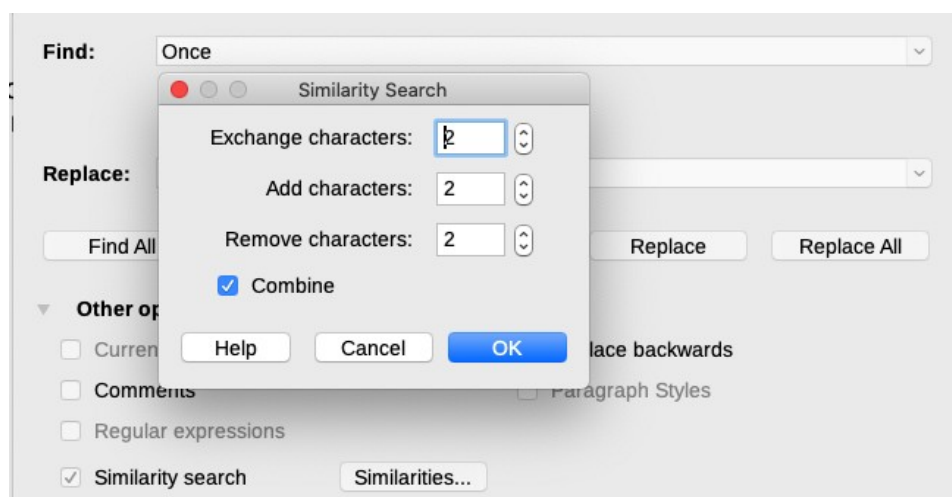 Find: Once
Similarity Search
Exchange characters: 2
Replace:
Add characters: 2
Remove characters: 2
Find All Replace Replace All
Combine
Other op
Help Cancel OK
Curren lace backwards
Comments Paragraph Styles
Regular expressions
Similarity search Similarities...